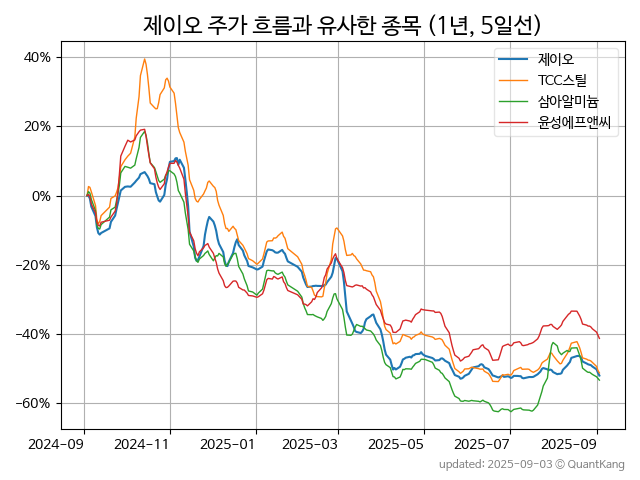 제이오 주가 흐름과 유사한 종목 (1년, 5일선)
제이오
TCC스틸
삼아알미늄
윤성에프앤씨
40%
20%
0%
−20%
−40%
−60%
2024-09
2024-11
2025-01
2025-03
2025-05
2025-07
2025-09
updated: 2025-09-03 © QuantKang